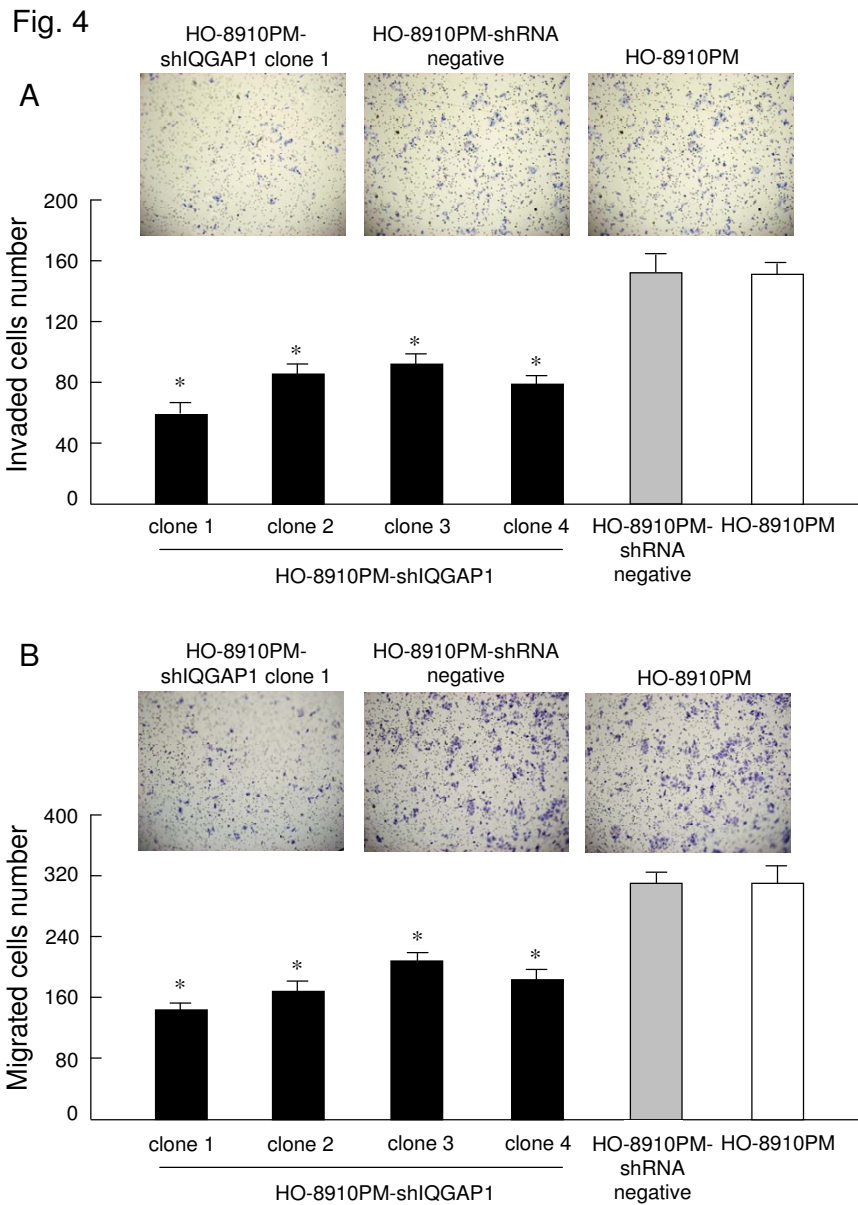 Fig. 4
A
HO-8910PM-
shIQGAP1 clone 1
HO-8910PM-shRNA
negative
HO-8910PM
Invaded cells number
200
160
120
80
40
0
*
*
*
*
clone 1
clone 2
clone 3
clone 4
HO-8910PM-
shRNA
negative
HO-8910PM
HO-8910PM-shIQGAP1
B
HO-8910PM-
shIQGAP1 clone 1
HO-8910PM-shRNA
negative
HO-8910PM
Migrated cells number
400
320
240
160
80
0
*
*
*
*
clone 1
clone 2
clone 3
clone 4
HO-8910PM-
shRNA
negative
HO-8910PM
HO-8910PM-shIQGAP1